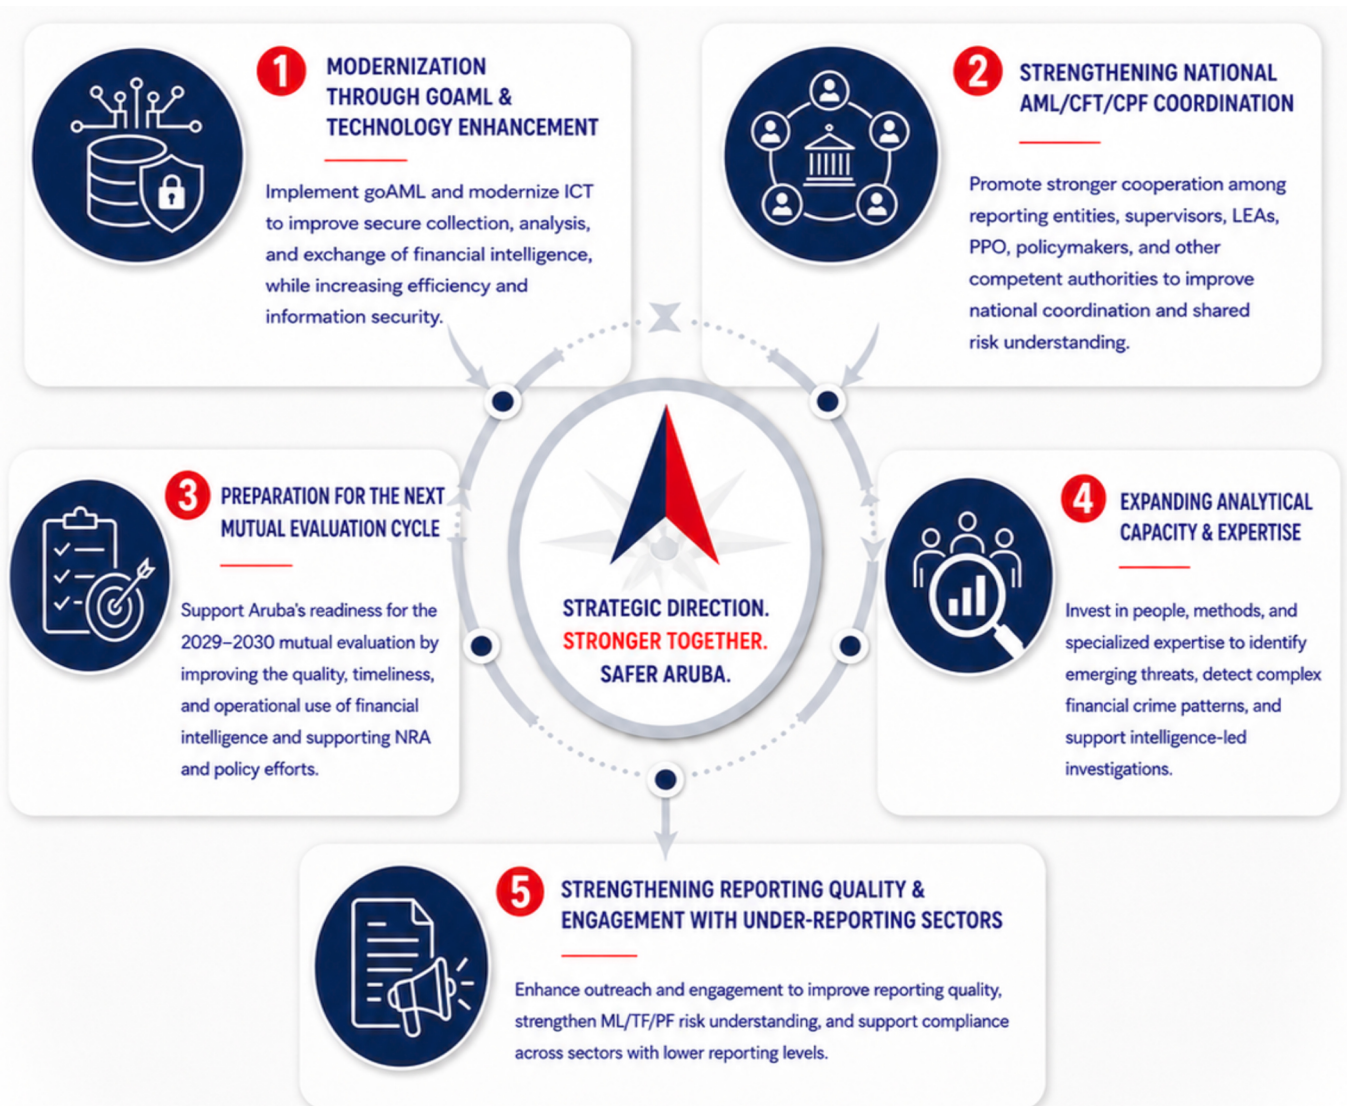 1
MODERNIZATION
THROUGH GOAML &
TECHNOLOGY ENHANCEMENT
Implement goAML and modernize ICT
to improve secure collection, analysis,
and exchange of financial intelligence,
while increasing efficiency and
information security.
2
STRENGTHENING NATIONAL
AML/CFT/CPF COORDINATION
Promote stronger cooperation among
reporting entities, supervisors, LEAs,
PPO, policymakers, and other
competent authorities to improve
national coordination and shared
risk understanding.
3
PREPARATION FOR THE NEXT
MUTUAL EVALUATION CYCLE
Support Aruba's readiness for the
2029–2030 mutual evaluation by
improving the quality, timeliness,
and operational use of financial
intelligence and supporting NRA
and policy efforts.
STRATEGIC DIRECTION.
STRONGER TOGETHER.
SAFER ARUBA.
4
EXPANDING ANALYTICAL
CAPACITY & EXPERTISE
Invest in people, methods, and
specialized expertise to identify
emerging threats, detect complex
financial crime patterns, and
support intelligence-led
investigations.
5
STRENGTHENING REPORTING QUALITY &
ENGAGEMENT WITH UNDER-REPORTING SECTORS
Enhance outreach and engagement to improve reporting quality,
strengthen ML/TF/PF risk understanding, and support compliance
across sectors with lower reporting levels.